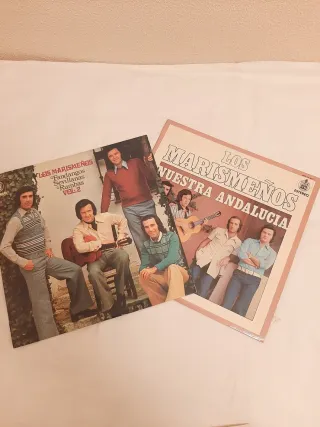 LOS MARISMEÑOS
Fandangos
Sevillanas
Rumbas
VOL. 2
LOS
MARISMEÑOS
NUESTRA ANDALUCIA